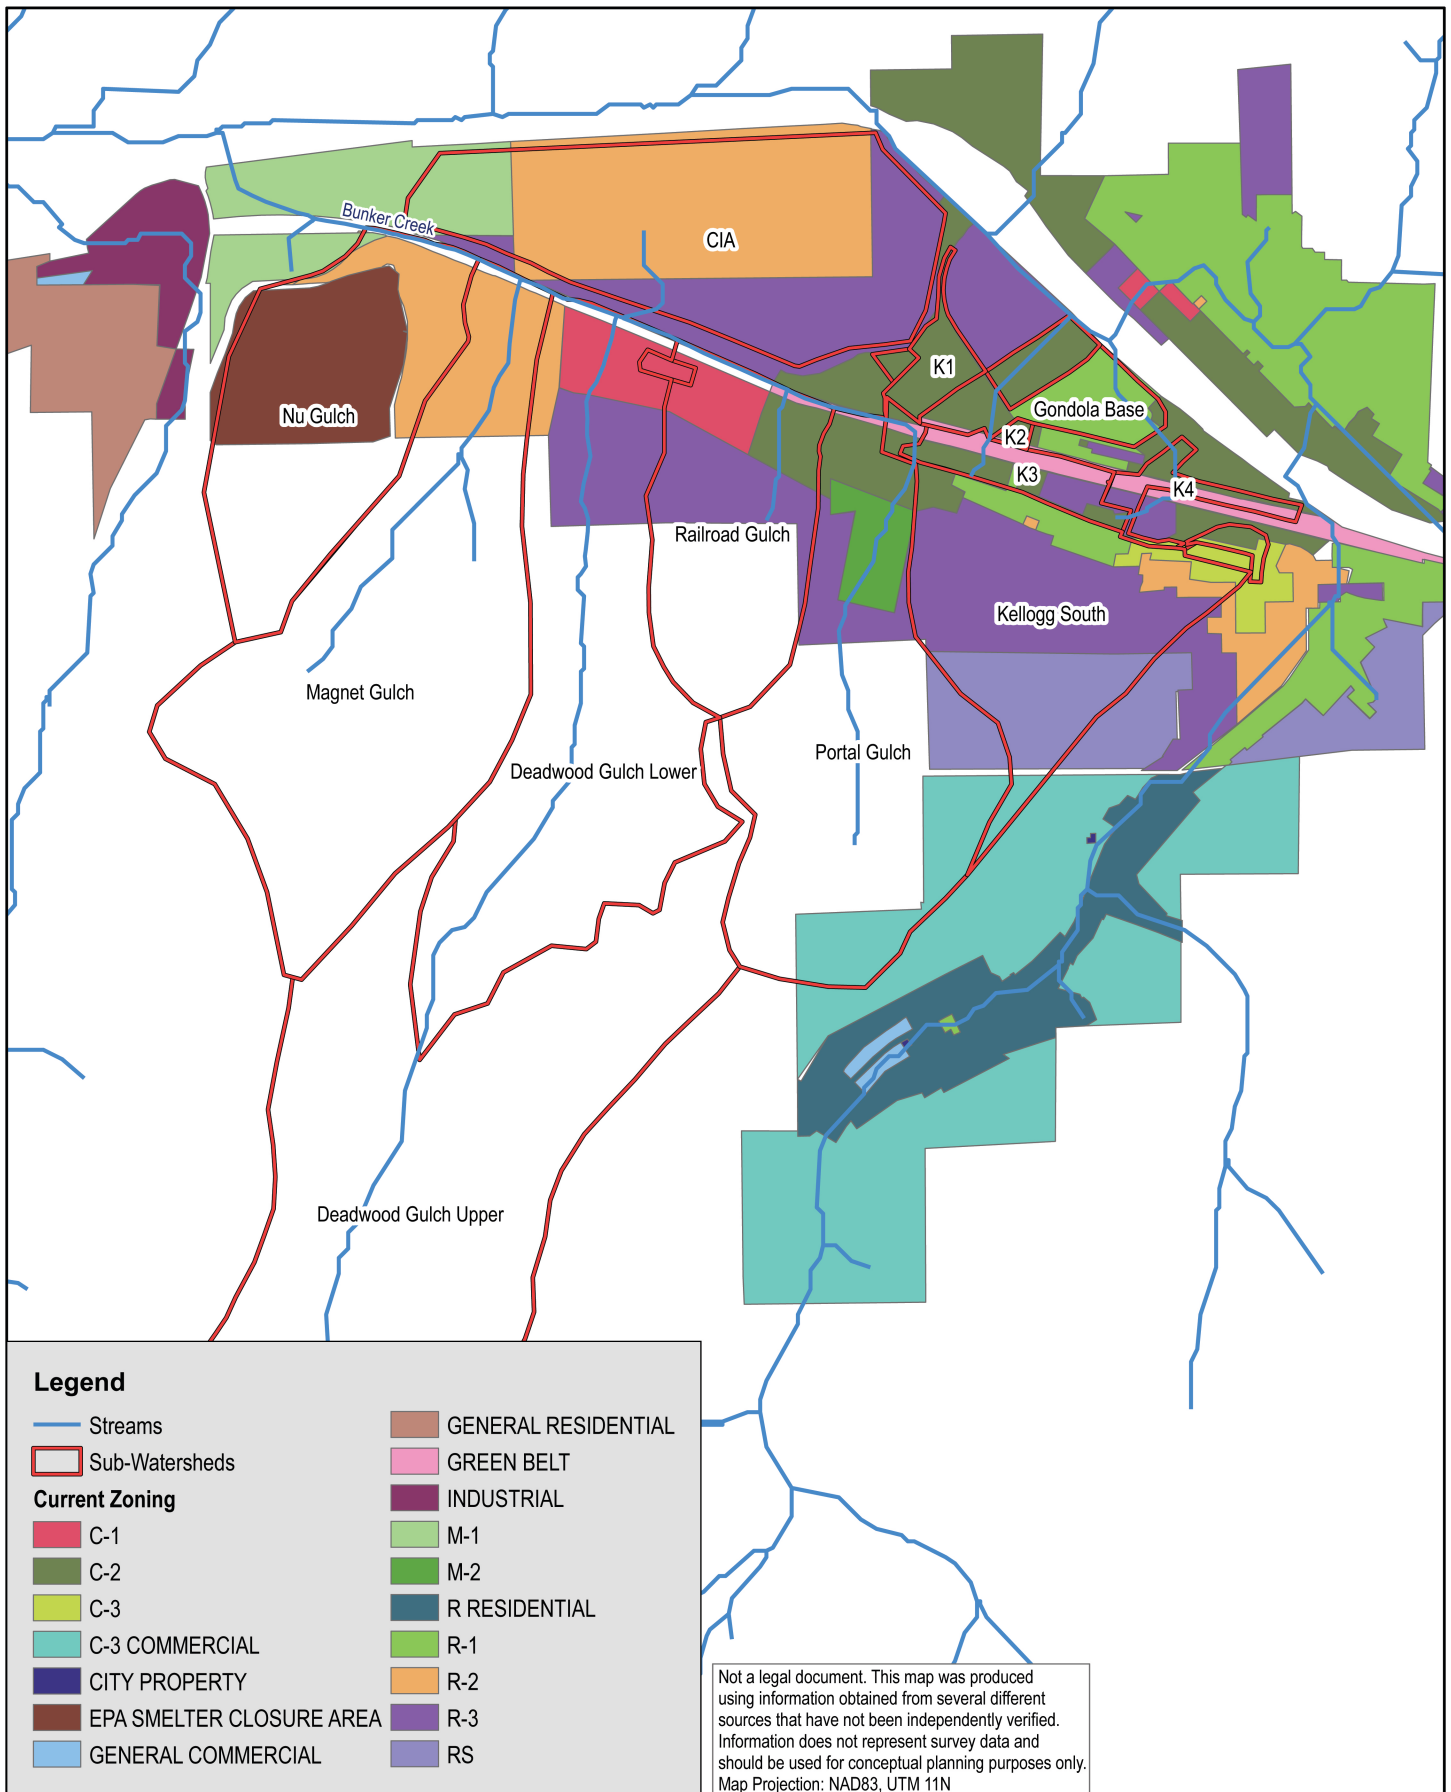 Bunker Creek
CIA
K1
Nu Gulch
Gondola Base
K2
K3
K4
Railroad Gulch
Kellogg South
Magnet Gulch
Portal Gulch
Deadwood Gulch Lower
Deadwood Gulch Upper
Legend
Streams
Sub-Watersheds
Current Zoning
C-1
C-2
C-3
C-3 COMMERCIAL
CITY PROPERTY
EPA SMELTER CLOSURE AREA
GENERAL COMMERCIAL
GENERAL RESIDENTIAL
GREEN BELT
INDUSTRIAL
M-1
M-2
R RESIDENTIAL
R-1
R-2
R-3
RS
Not a legal document. This map was produced
using information obtained from several different
sources that have not been independently verified.
Information does not represent survey data and
should be used for conceptual planning purposes only.
Map Projection: NAD83, UTM 11N